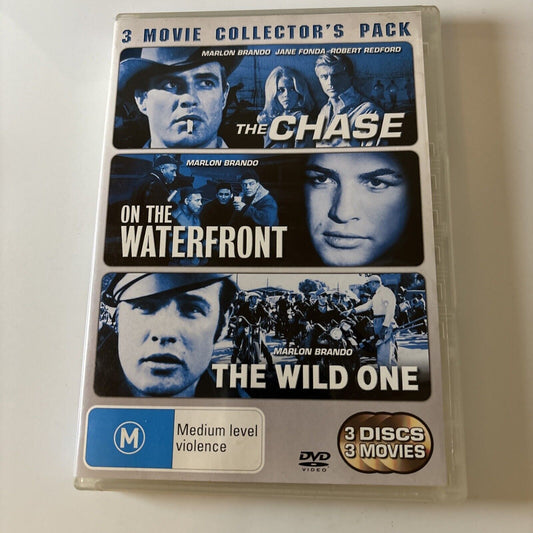 3 MOVIE COLLECTOR'S PACK
MARLON BRANDO JANE FONDA ROBERT REDFORD
THE CHASE
MARLON BRANDO
ON THE
WATERFRONT
MARLON BRANDO
THE WILD ONE
M
Medium level
violence
DVD
VIDEO
3 DISCS
3 MOVIES